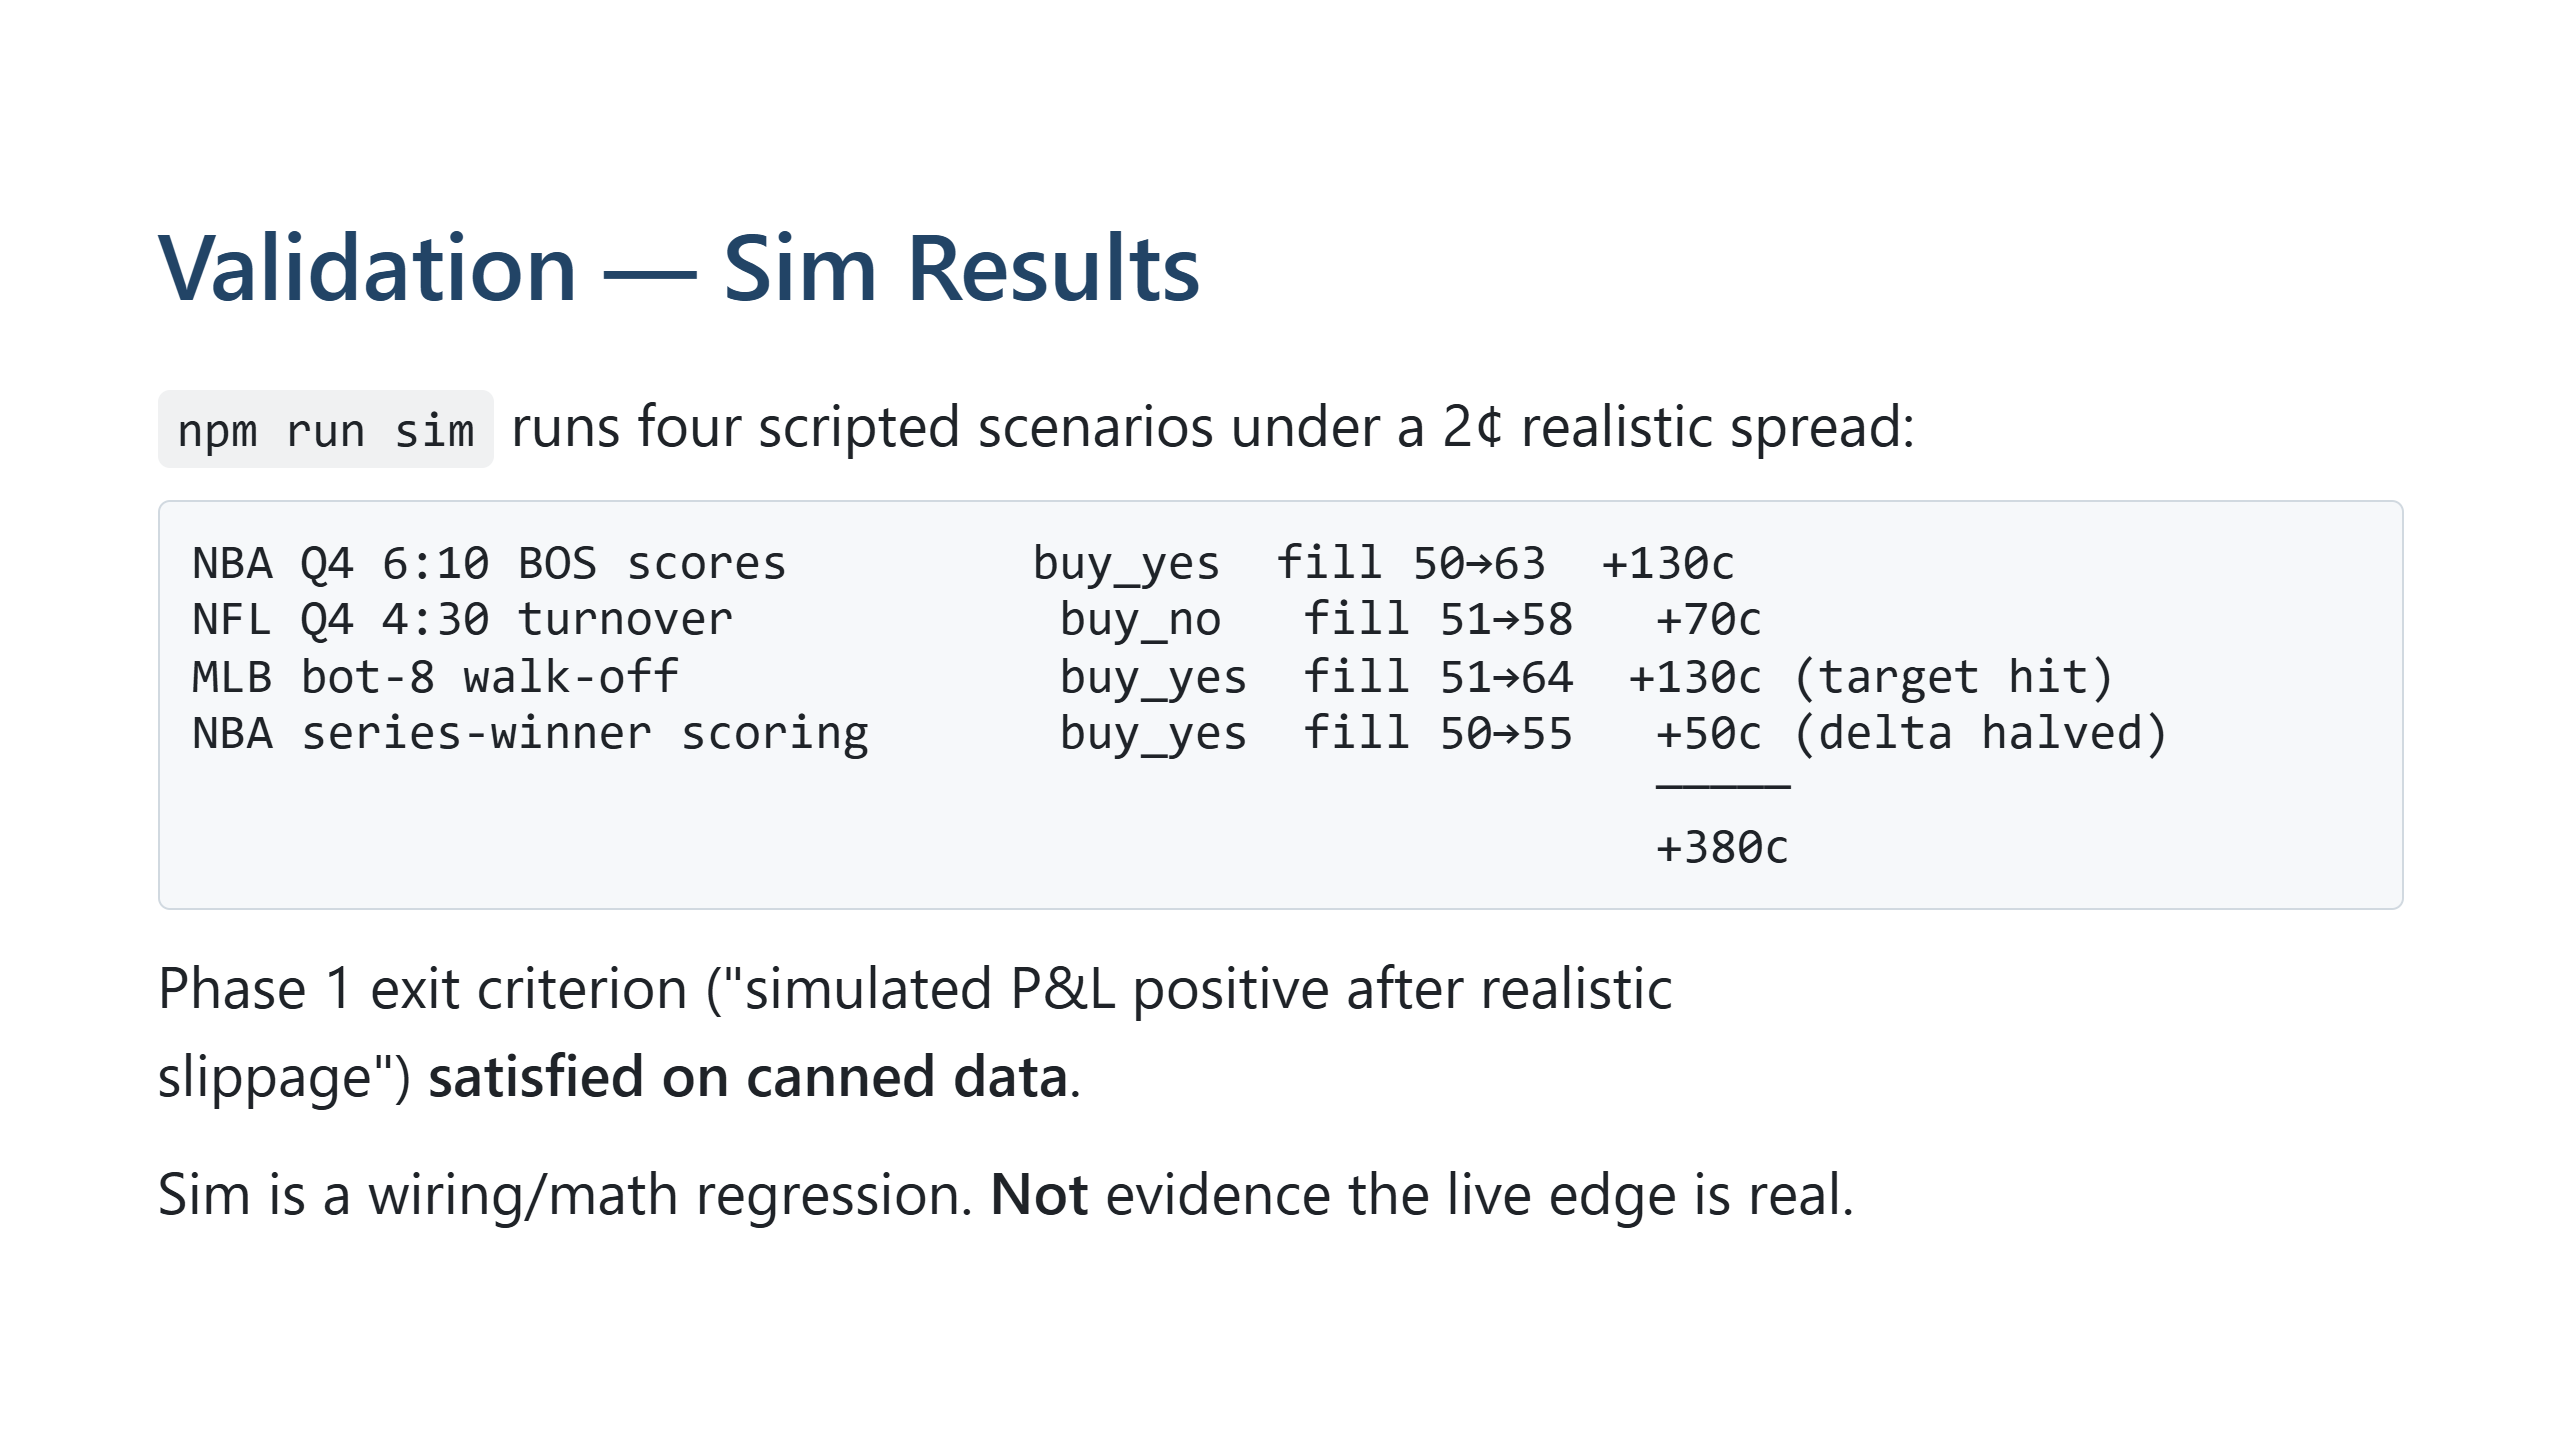 Validation — Sim Results
npm run sim runs four scripted scenarios under a 2¢ realistic spread:
NBA Q4 6:10 BOS scores         buy_yes  fill 50→63  +130c
NFL Q4 4:30 turnover            buy_no   fill 51→58   +70c
MLB bot-8 walk-off              buy_yes  fill 51→64  +130c (target hit)
NBA series-winner scoring       buy_yes  fill 50→55   +50c (delta halved)
─────
+380c
Phase 1 exit criterion ("simulated P&L positive after realistic
slippage") satisfied on canned data.
Sim is a wiring/math regression. Not evidence the live edge is real.